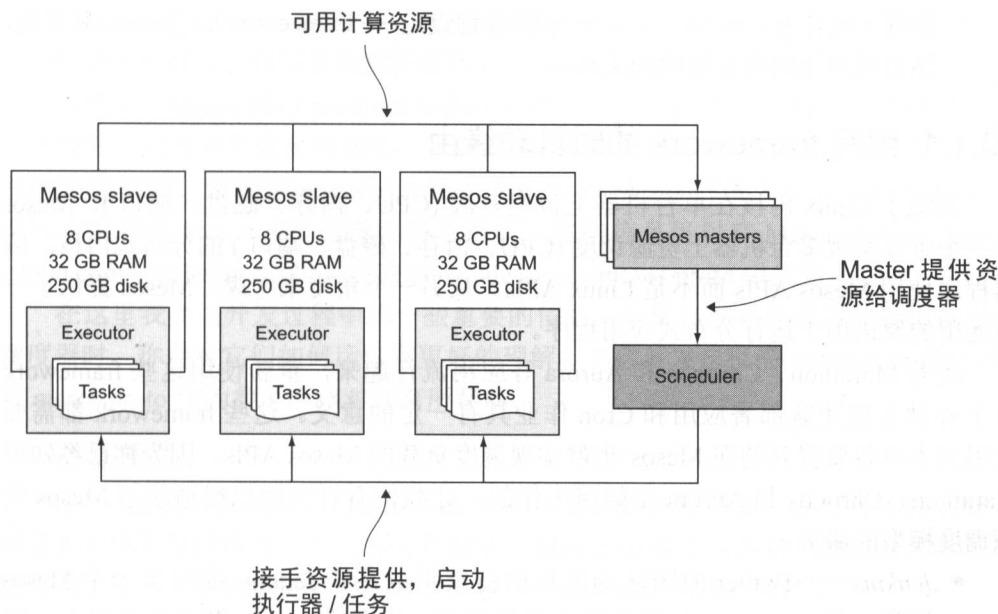 可用计算资源
Mesos slave
8 CPUs
32 GB RAM
250 GB disk
Executor
Tasks
Mesos slave
8 CPUs
32 GB RAM
250 GB disk
Executor
Tasks
Mesos slave
8 CPUs
32 GB RAM
250 GB disk
Executor
Tasks
Mesos masters
Master 提供资
源给调度器
Scheduler
接手资源提供，启动
执行器 / 任务